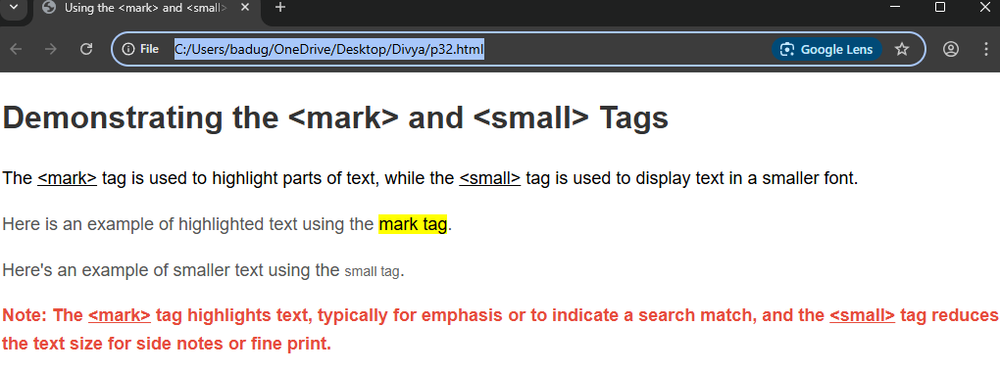 Using the <mark> and <small>
File C:/Users/badug/OneDrive/Desktop/Divya/p32.html Google Lens
Demonstrating the <mark> and <small> Tags
The <mark> tag is used to highlight parts of text, while the <small> tag is used to display text in a smaller font.
Here is an example of highlighted text using the mark tag.
Here's an example of smaller text using the small tag.
Note: The <mark> tag highlights text, typically for emphasis or to indicate a search match, and the <small> tag reduces
the text size for side notes or fine print.